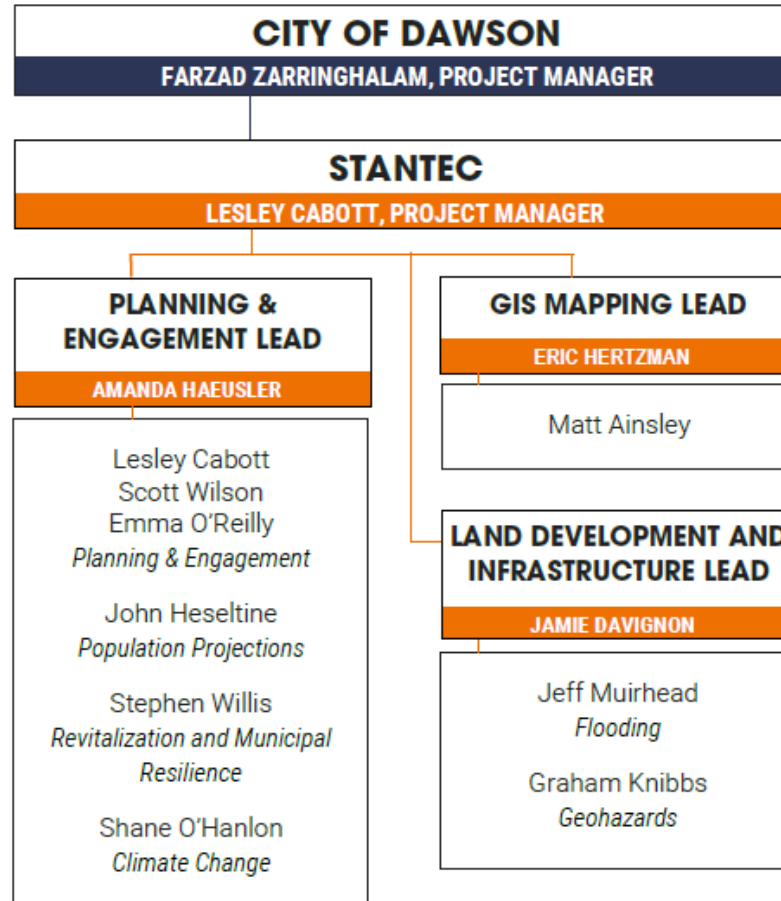 CITY OF DAWSON
FARZAD ZARRINGHALAM, PROJECT MANAGER
STANTEC
LESLEY CABOTT, PROJECT MANAGER
PLANNING &
ENGAGEMENT LEAD
AMANDA HAEUSLER
Lesley Cabott
Scott Wilson
Emma O'Reilly
Planning & Engagement
John Heseltine
Population Projections
Stephen Willis
Revitalization and Municipal
Resilience
Shane O'Hanlon
Climate Change
GIS MAPPING LEAD
ERIC HERTZMAN
Matt Ainsley
LAND DEVELOPMENT AND
INFRASTRUCTURE LEAD
JAMIE DAVIGNON
Jeff Muirhead
Flooding
Graham Knibbs
Geohazards